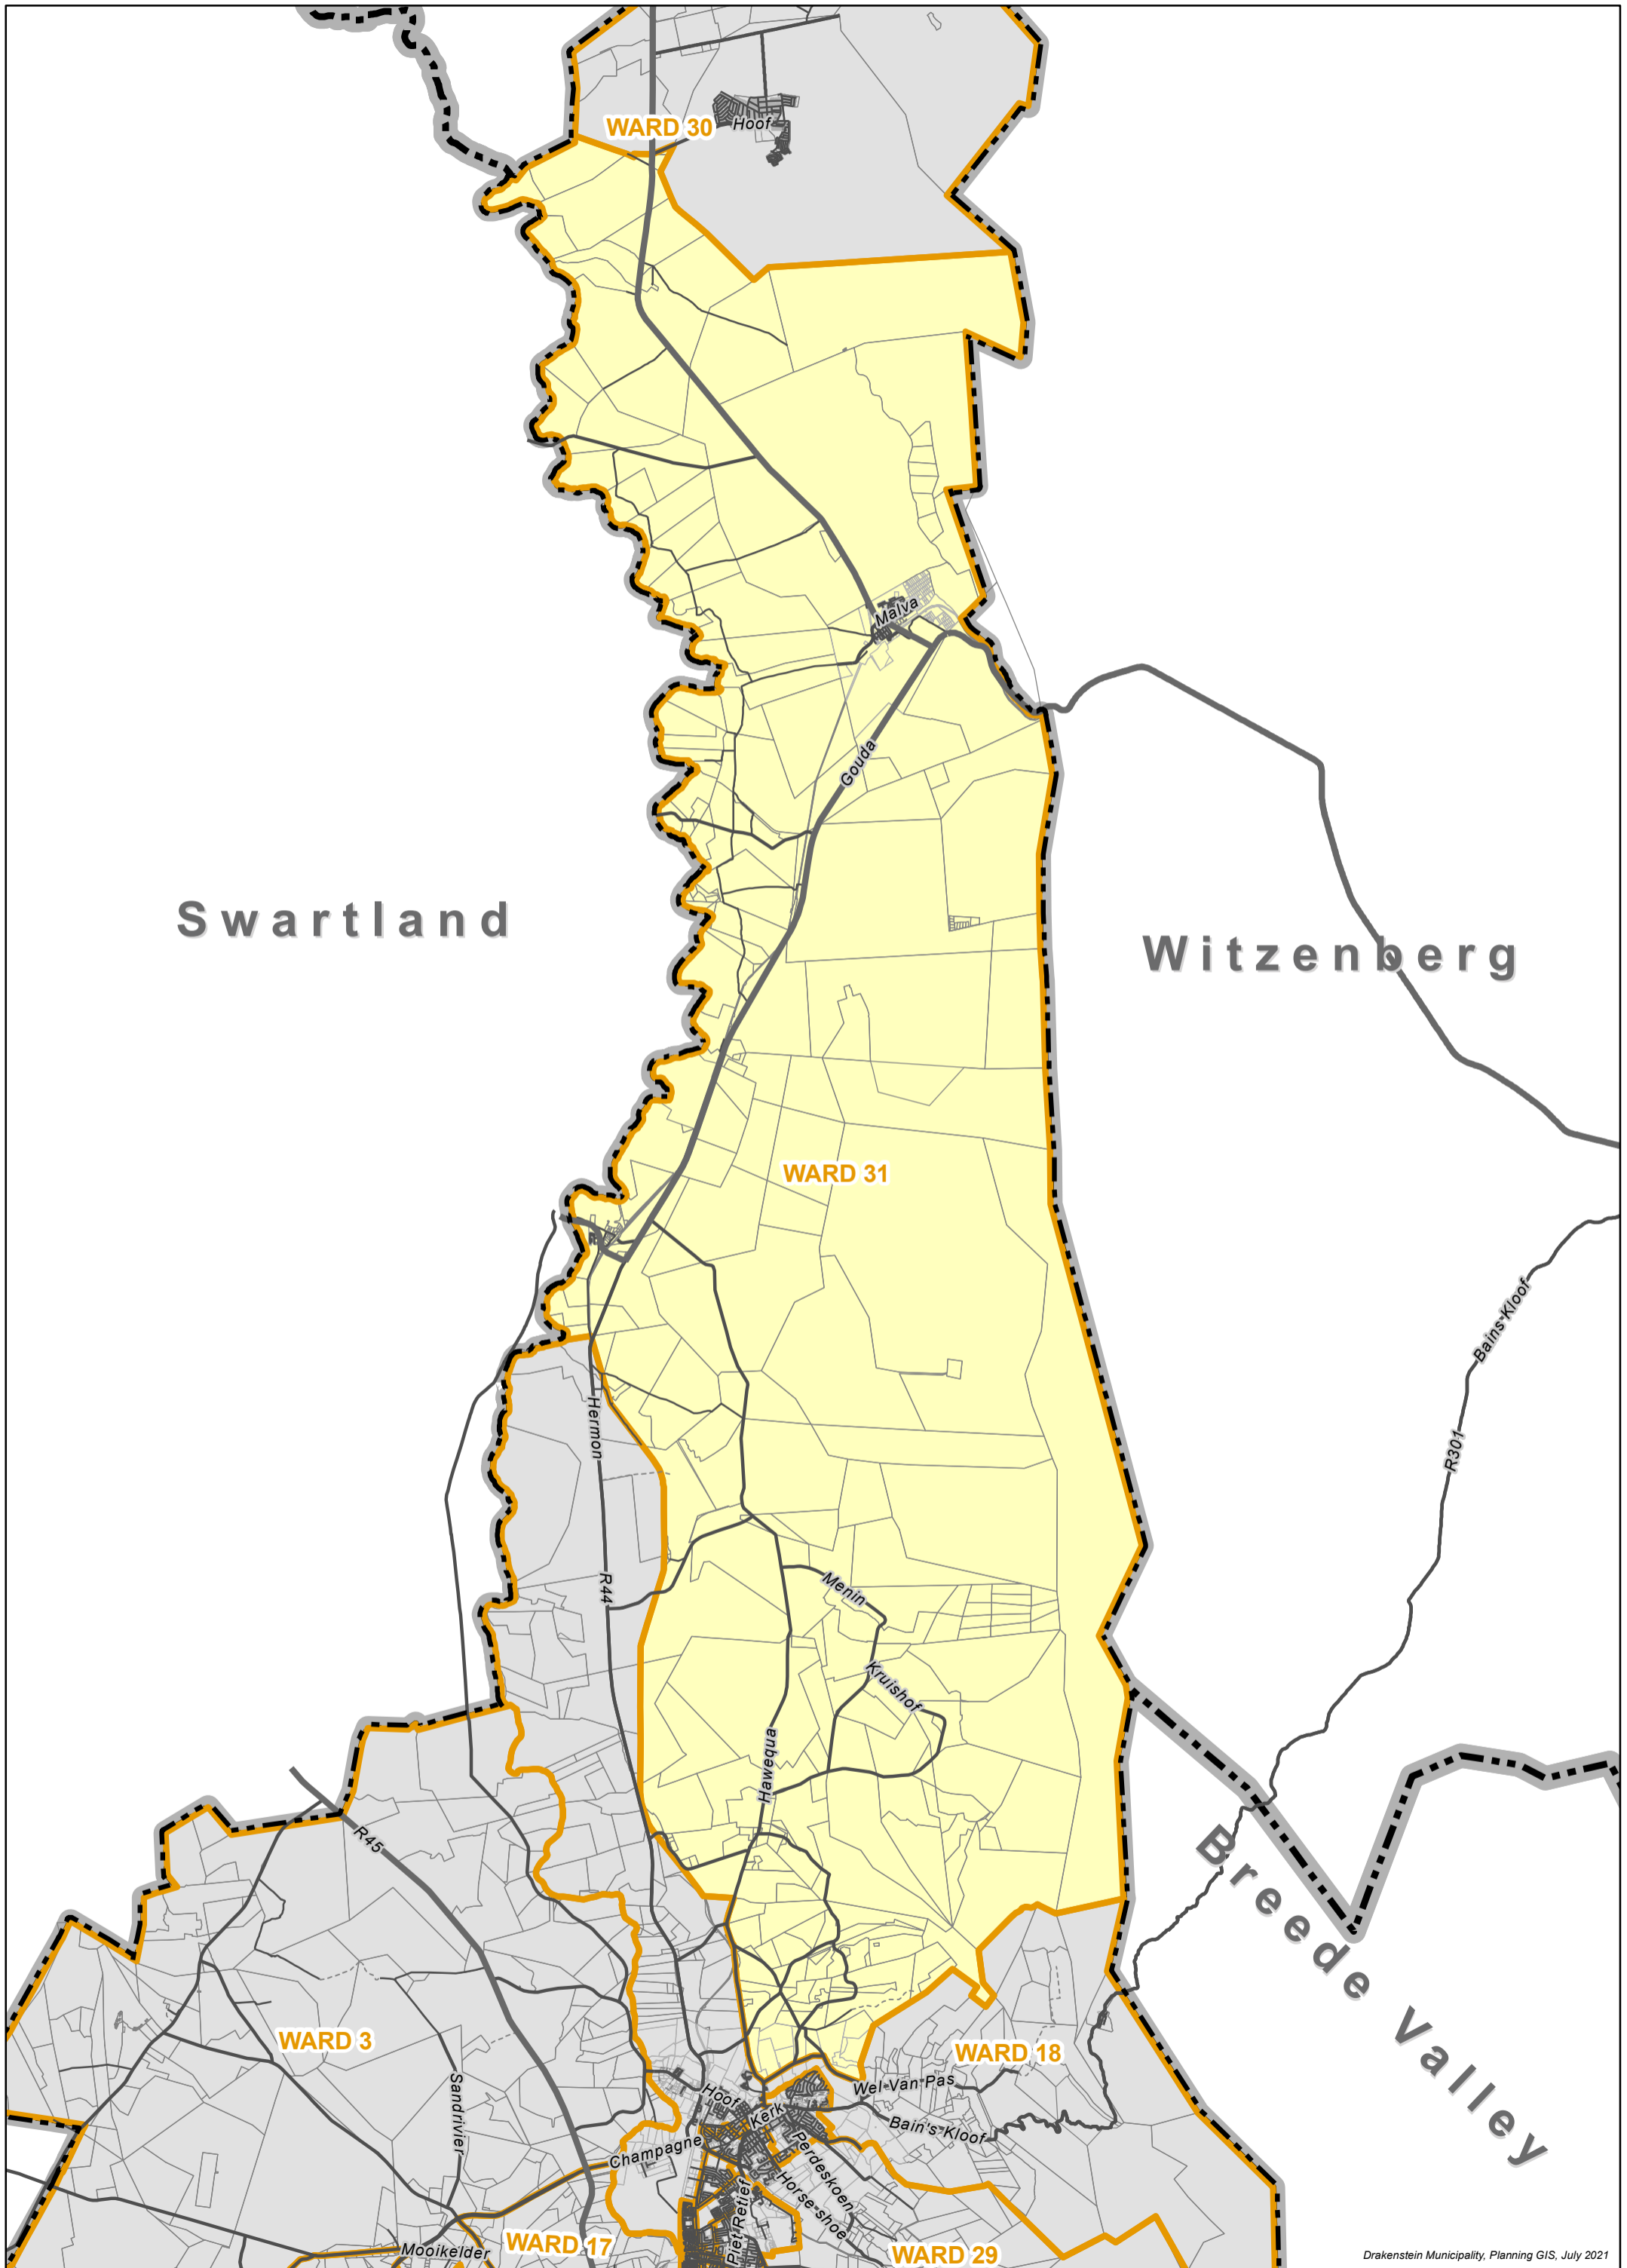 WARD 30
Hoof
Malva
Gouda
Swartland
Witzenberg
WARD 31
Bains-Kloof
Hermon
R301
R44
Menin
Kruishof
Hawequa
R45
Breede Valley
WARD 3
WARD 18
Sandrivier
Wel-Van-Pas
Hoof
Kerk
Bain's-Kloof
Champagne
Perdeskoen
Horse-shoe
Piet Retief
WARD 17
Mooikelder
WARD 29
Drakenstein Municipality, Planning GIS, July 2021